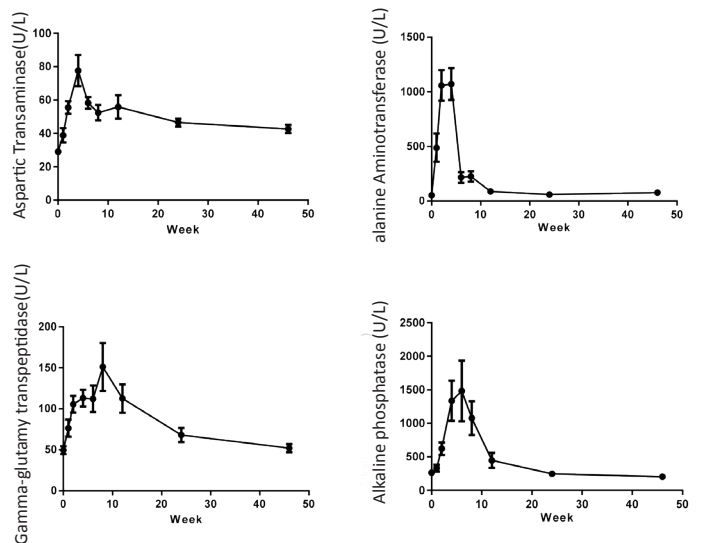 Aspartic Transaminase(U/L)
100
80
60
40
20
0
0 10 20 30 40 50
Week
alanine Aminotransferase (U/L)
1500
1000
500
0
0 10 20 30 40 50
Week
Gamma-glutamy transpeptidase(U/L)
200
150
100
50
0
0 10 20 30 40 50
Week
Alkaline phosphatase (U/L)
2500
2000
1500
1000
500
0
0 10 20 30 40 50
Week